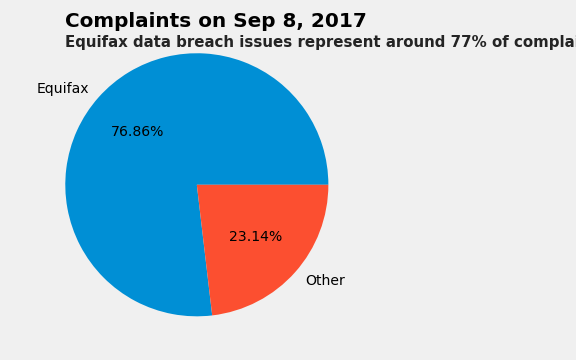 Complaints on Sep 8, 2017
Equifax data breach issues represent around 77% of
Equifax
76.86%
23.14%
Other